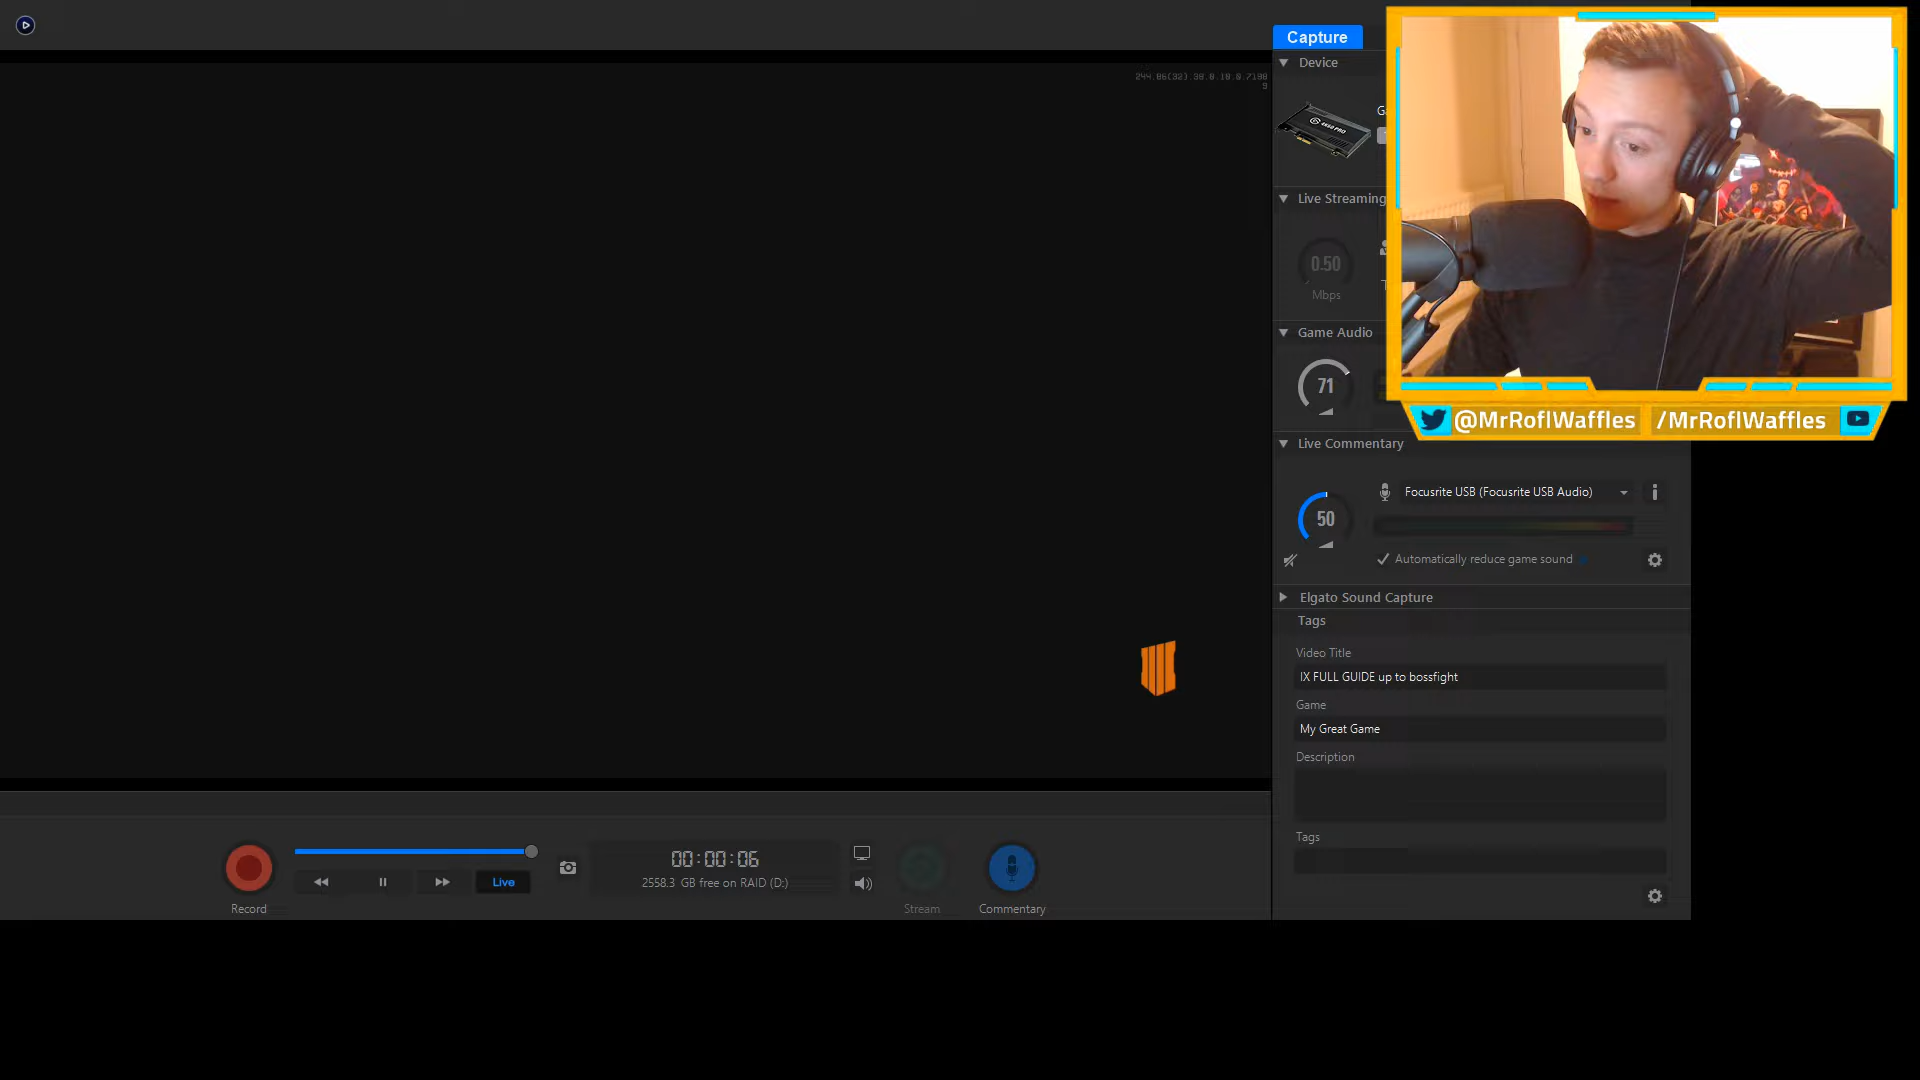 Capture
Device
Live Streaming
0.50
Mbps
Game Audio
71
@MrRoflWaffles /MrRoflWaffles
Live Commentary
Focusrite USB (Focusrite USB Audio)
50
Automatically reduce game sound
Elgato Sound Capture
Tags
Video Title
IX FULL GUIDE up to bossfight
Game
My Great Game
Description
Tags
00:00:06
2558.3 GB free on RAID (D:)
Live
Record
Stream
Commentary